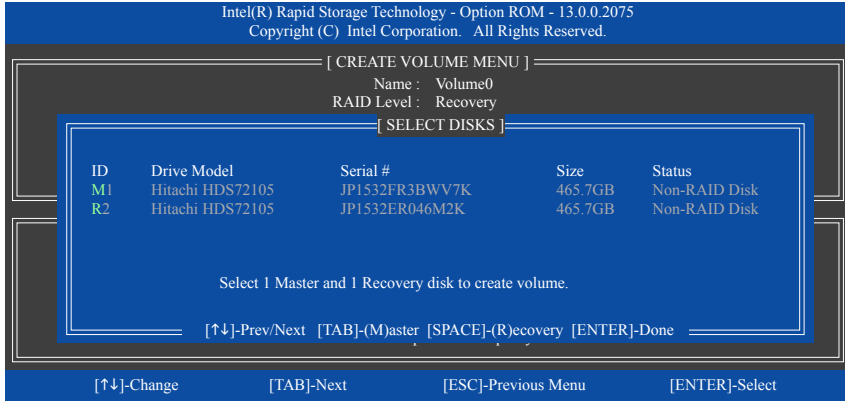 Intel(R) Rapid Storage Technology - Option ROM - 13.0.0.2075
Copyright (C) Intel Corporation. All Rights Reserved.
[ CREATE VOLUME MENU ]
Name : Volume0
RAID Level : Recovery
[ SELECT DISKS ]
ID Drive Model Serial # Size Status
M1 Hitachi HDS72105 JP1532FR3BWV7K 465.7GB Non-RAID Disk
R2 Hitachi HDS72105 JP1532ER046M2K 465.7GB Non-RAID Disk
Select 1 Master and 1 Recovery disk to create volume.
[↑↓]-Prev/Next [TAB]-(M)aster [SPACE]-(R)ecovery [ENTER]-Done
[↑↓]-Change [TAB]-Next [ESC]-Previous Menu [ENTER]-Select